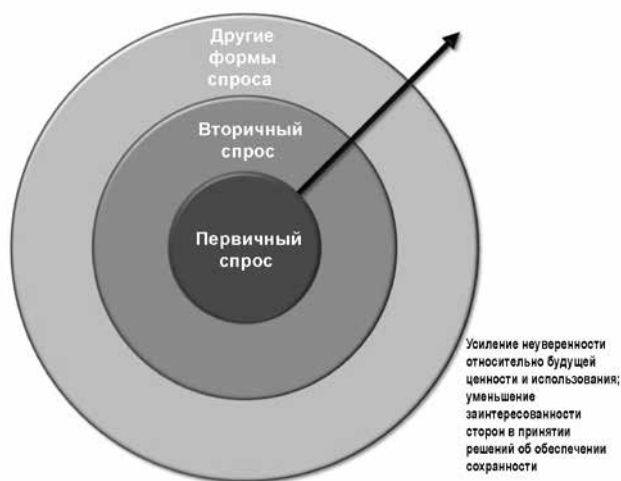 Другие
формы
спроса
Вторичный
спрос
Первичный
спрос
Усиление неуверенности
относительно будущей
ценности и использования;
уменьшение
заинтересованности
сторон в принятии
решений об обеспечении
сохранности